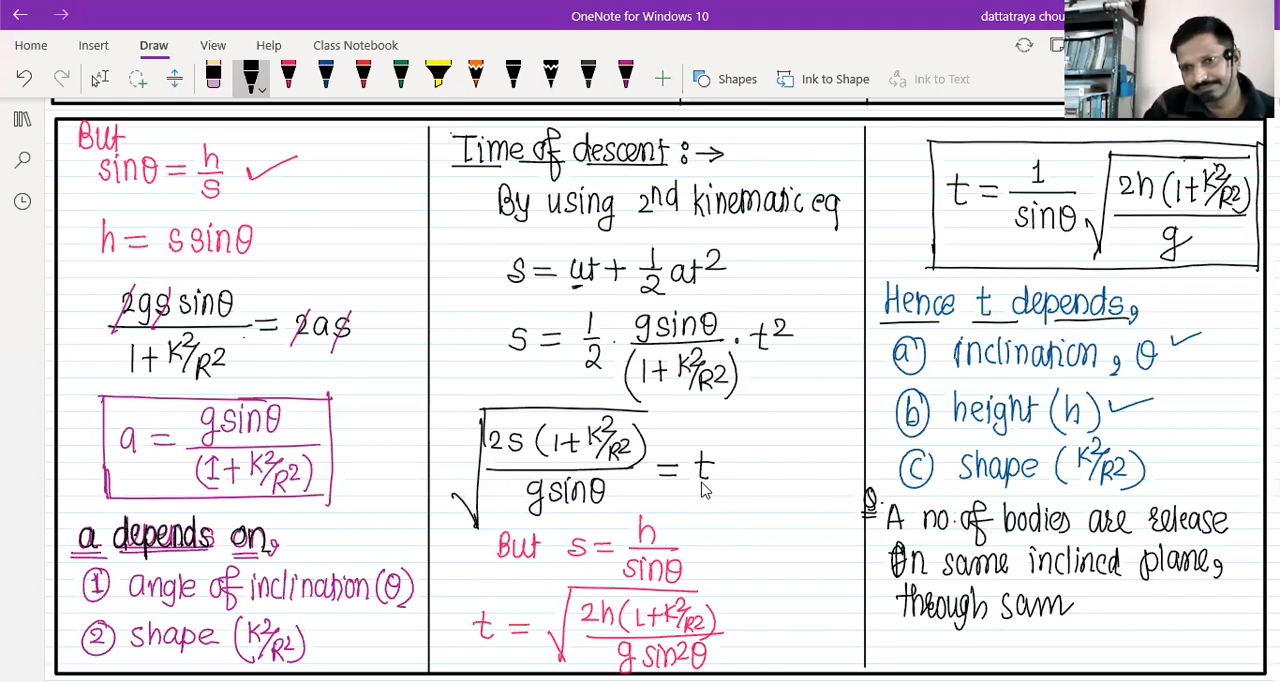 OneNote for Windows 10
dattatraya chou
Home Insert Draw View Help Class Notebook
Shapes Ink to Shape Ink to Text
But
sinθ = h/s ✓
h = s sinθ
2gs sinθ / 1 + K²/R² = 2as
a = gsinθ / (1 + K²/R²)
a depends on,
① angle of inclination (θ)
② shape (K²/R²)
Time of descent :→
By using 2nd kinematic eq
s = ut + 1/2 at²
s = 1/2 · gsinθ / (1 + K²/R²) · t²
√(2s (1 + K²/R²) / gsinθ) = t
But s = h/sinθ
t = √(2h (1 + K²/R²) / g sin²θ)
t = 1/sinθ √(2h (1 + K²/R²) / g)
Hence t depends,
ⓐ inclination, θ ✓
ⓑ height (h) ✓
ⓒ shape (K²/R²)
Q. A no. of bodies are release
On same inclined plane,
through sam